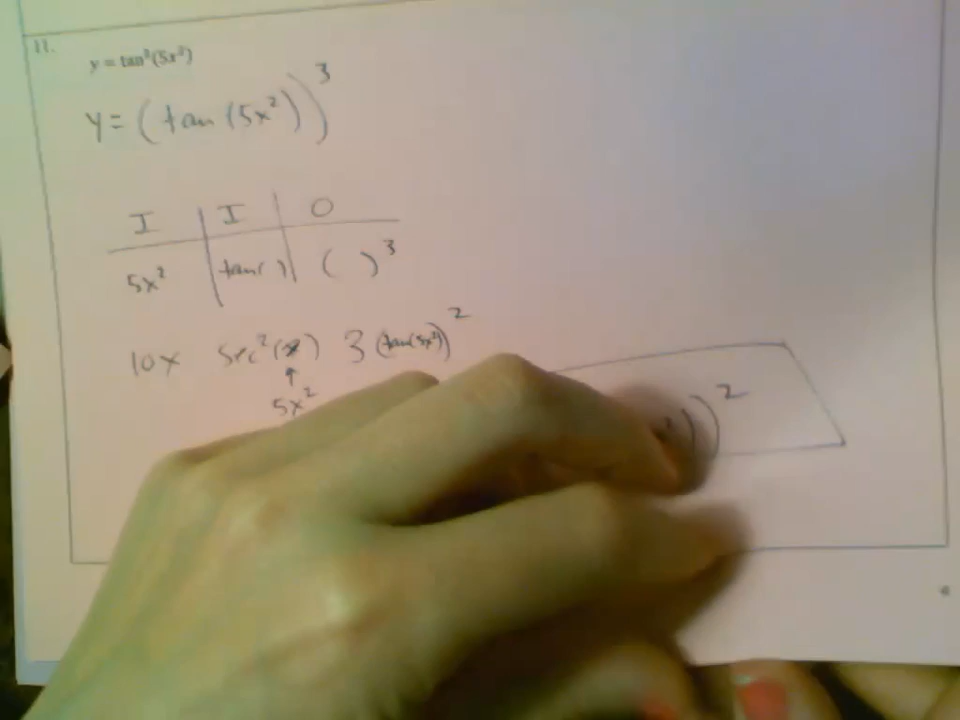 11.
y = tan³(5x²)
y = (tan(5x²))³
I | I | O
5x² | tan( ) | ( )³
10x sec²( ) 3(tan(5x²))²
↑
5x²
))²